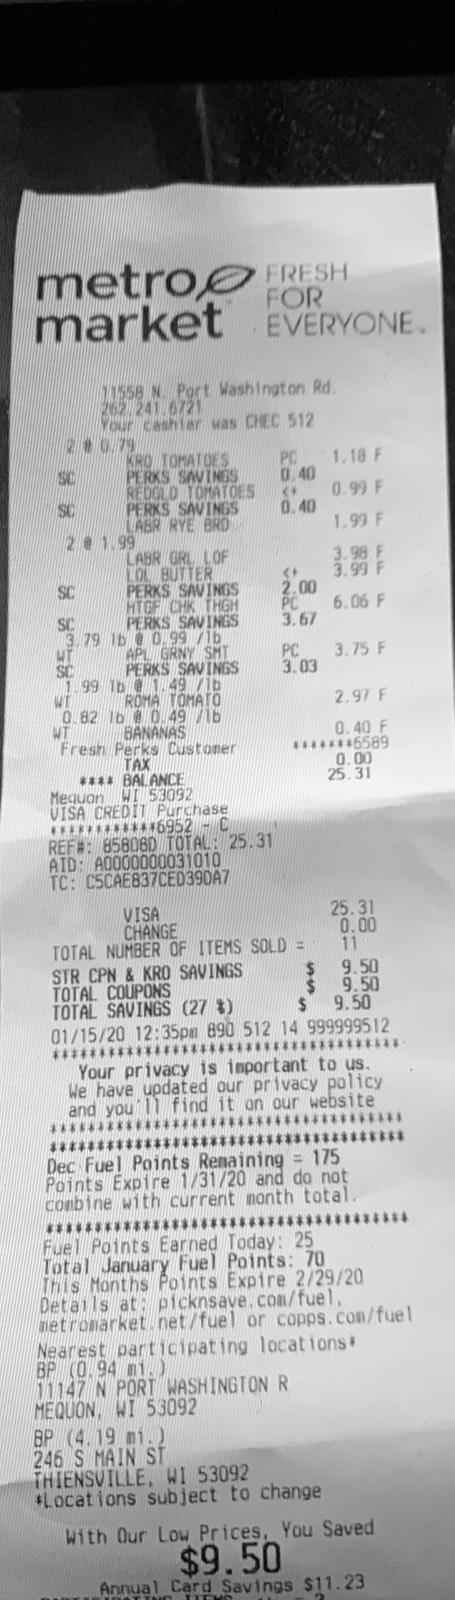 metro market FRESH FOR EVERYONE.
11558 N. Port Washington Rd.
262.241.6721
Your cashier was CHEC 512
2 @ 0.79
KRO TOMATOES PC 1.18 F
SC PERKS SAVINGS 0.40
REDGLD TOMATOES <+ 0.99 F
SC PERKS SAVINGS 0.40
LABR RYE BRD 1.99 F
2 @ 1.99
LABR GRL LOF 3.98 F
LOL BUTTER <+ 3.99 F
SC PERKS SAVINGS 2.00
HTGF CHK THGH PC 6.06 F
SC PERKS SAVINGS 3.67
3.79 lb @ 0.99 /lb
WT APL GRNY SMT PC 3.75 F
SC PERKS SAVINGS 3.03
1.99 lb @ 1.49 /lb
WT ROMA TOMATO 2.97 F
0.82 lb @ 0.49 /lb
WT BANANAS 0.40 F
Fresh Perks Customer *******6589
TAX 0.00
**** BALANCE 25.31
Mequon WI 53092
VISA CREDIT Purchase
************6952 - C
REF#: 85808D TOTAL: 25.31
AID: A0000000031010
TC: C5CAE837CED39DA7
VISA 25.31
CHANGE 0.00
TOTAL NUMBER OF ITEMS SOLD = 11
STR CPN & KRO SAVINGS $ 9.50
TOTAL COUPONS $ 9.50
TOTAL SAVINGS (27 %) $ 9.50
01/15/20 12:35pm 890 512 14 999999512
Your privacy is important to us.
We have updated our privacy policy
and you'll find it on our website
Dec Fuel Points Remaining = 175
Points Expire 1/31/20 and do not
combine with current month total.
Fuel Points Earned Today: 25
Total January Fuel Points: 70
This Months Points Expire 2/29/20
Details at: picknsave.com/fuel,
metromarket.net/fuel or copps.com/fuel
Nearest participating locations*
BP (0.94 mi.)
11147 N PORT WASHINGTON R
MEQUON, WI 53092
BP (4.19 mi.)
246 S MAIN ST
THIENSVILLE, WI 53092
*Locations subject to change
With Our Low Prices, You Saved
$9.50
Annual Card Savings $11.23